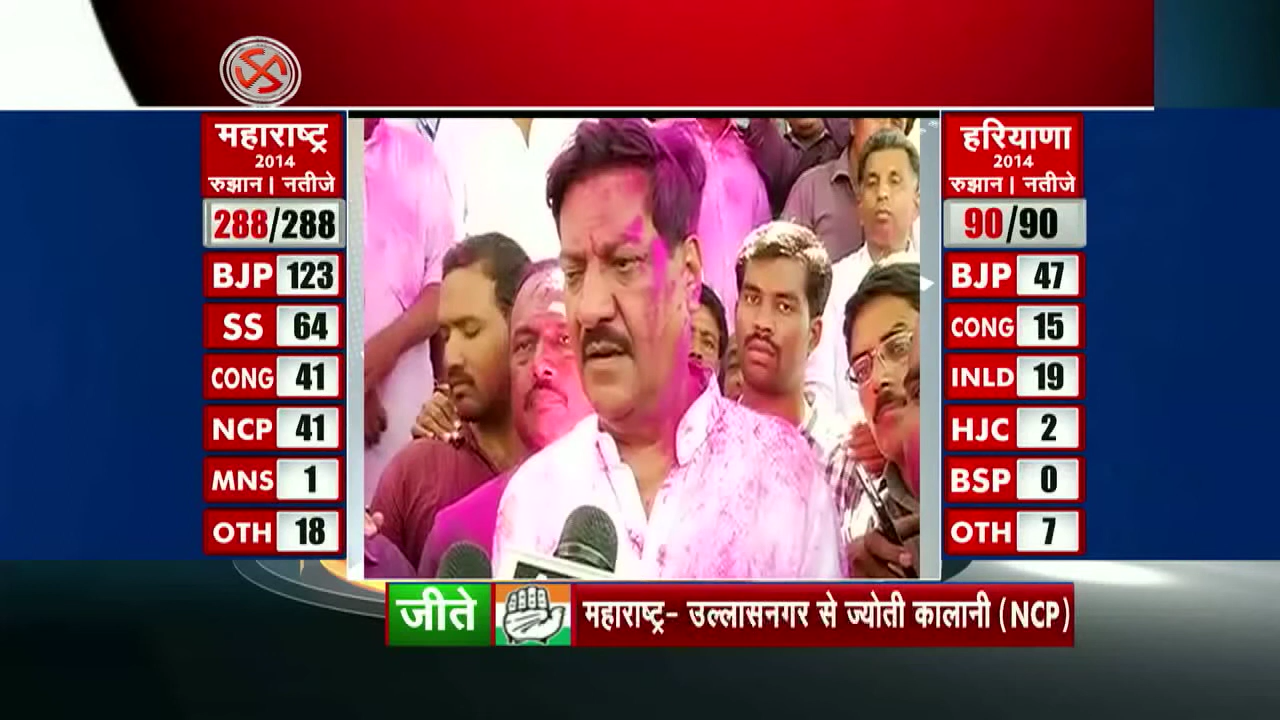 महाराष्ट्र
2014
रुझान | नतीजे
288/288
BJP 123
SS 64
CONG 41
NCP 41
MNS 1
OTH 18
हरियाणा
2014
रुझान | नतीजे
90/90
BJP 47
CONG 15
INLD 19
HJC 2
BSP 0
OTH 7
जीते महाराष्ट्र- उल्लासनगर से ज्योती कालानी (NCP)